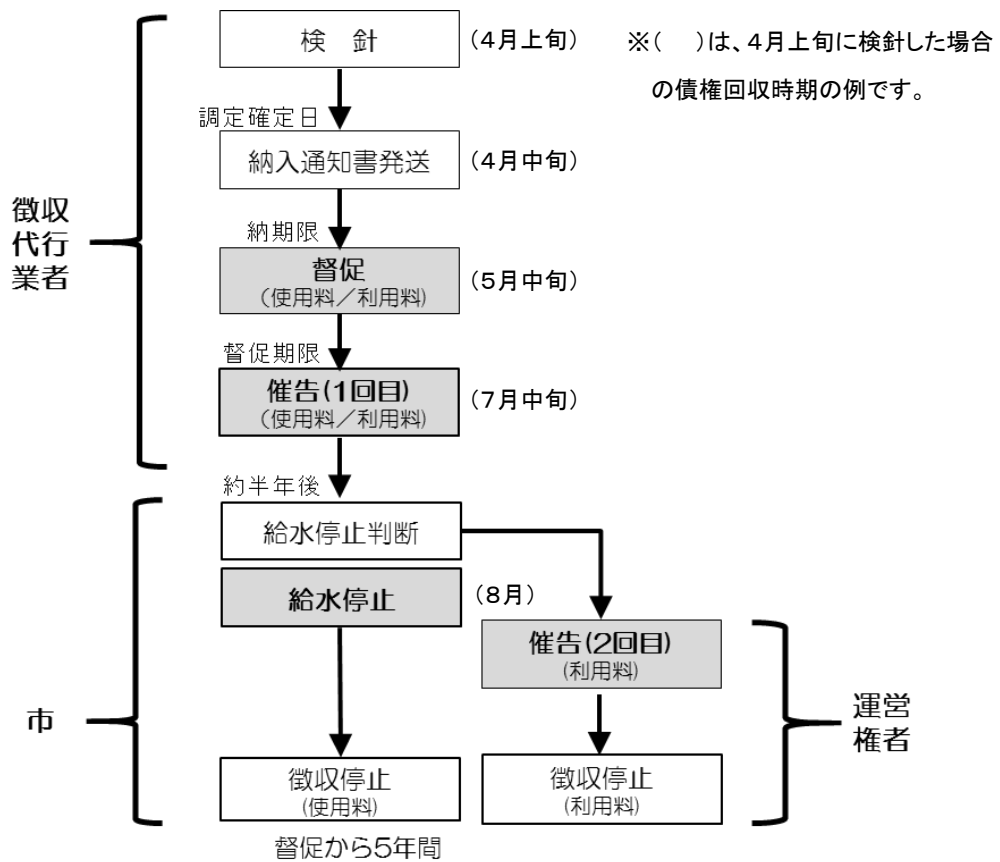 検　針
(4月上旬)
※(　)は、4月上旬に検針した場合
の債権回収時期の例です。
調定確定日
納入通知書発送
(4月中旬)
納期限
督促
(使用料／利用料)
(5月中旬)
督促期限
催告(1回目)
(使用料／利用料)
(7月中旬)
徴収
代行
業者
約半年後
給水停止判断
給水停止
(8月)
催告(2回目)
(利用料)
市
運営
権者
徴収停止
(使用料)
徴収停止
(利用料)
督促から5年間